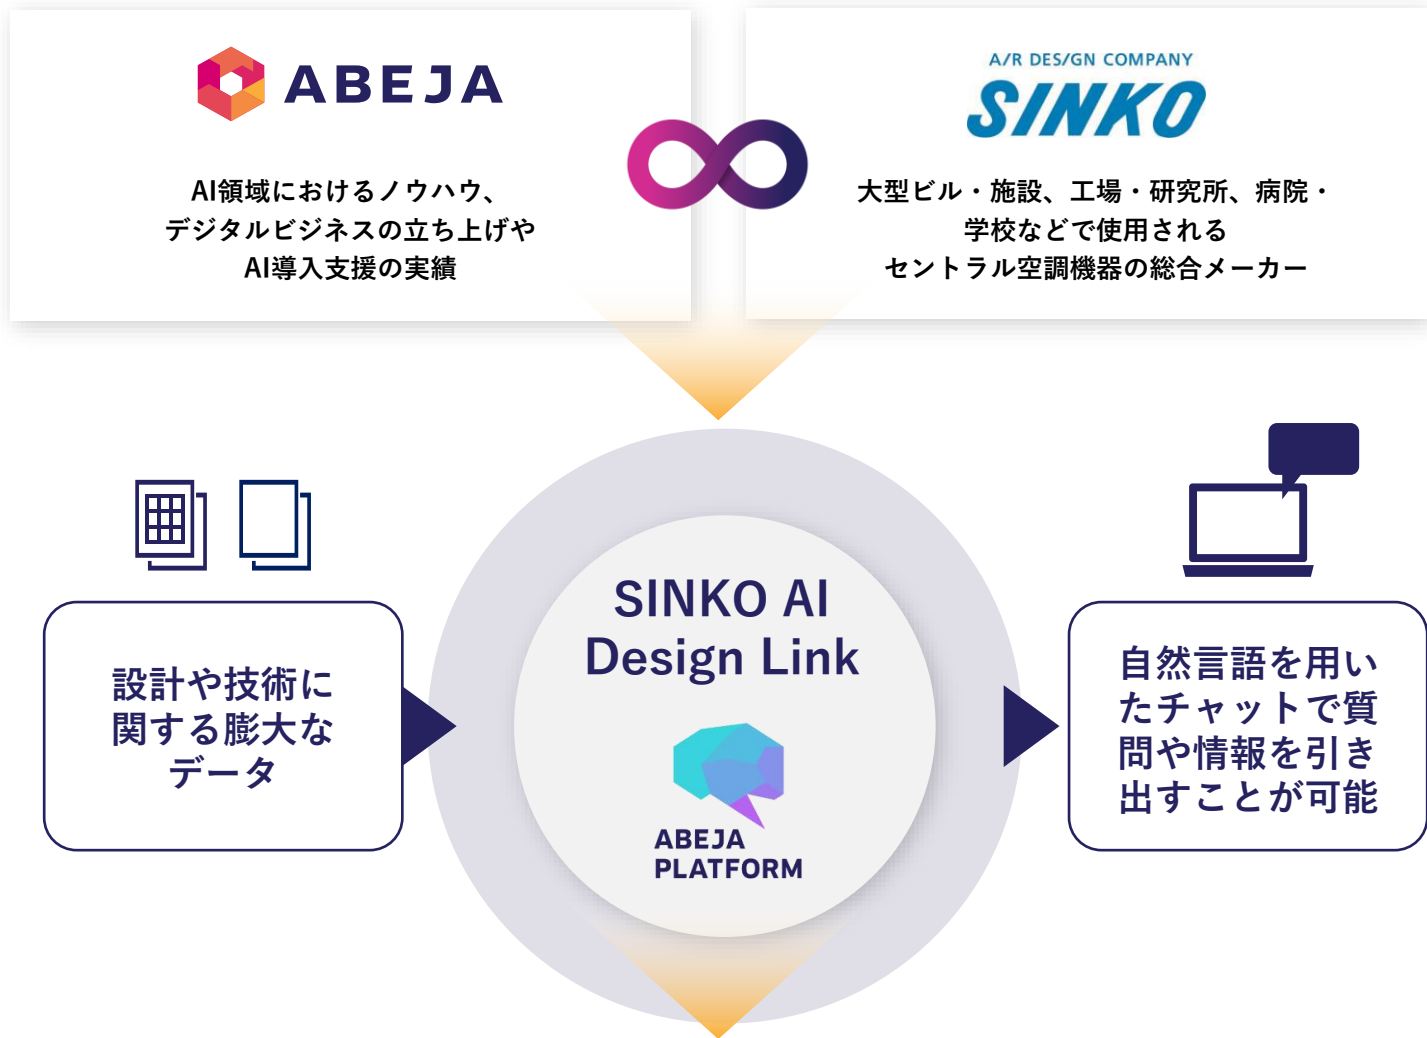 ABEJA
AI領域におけるノウハウ、
デジタルビジネスの立ち上げや
AI導入支援の実績
A/R DES/GN COMPANY
SINKO
大型ビル・施設、工場・研究所、病院・
学校などで使用される
セントラル空調機器の総合メーカー
設計や技術に
関する膨大な
データ
SINKO AI
Design Link
ABEJA
PLATFORM
自然言語を用い
たチャットで質
問や情報を引き
出すことが可能